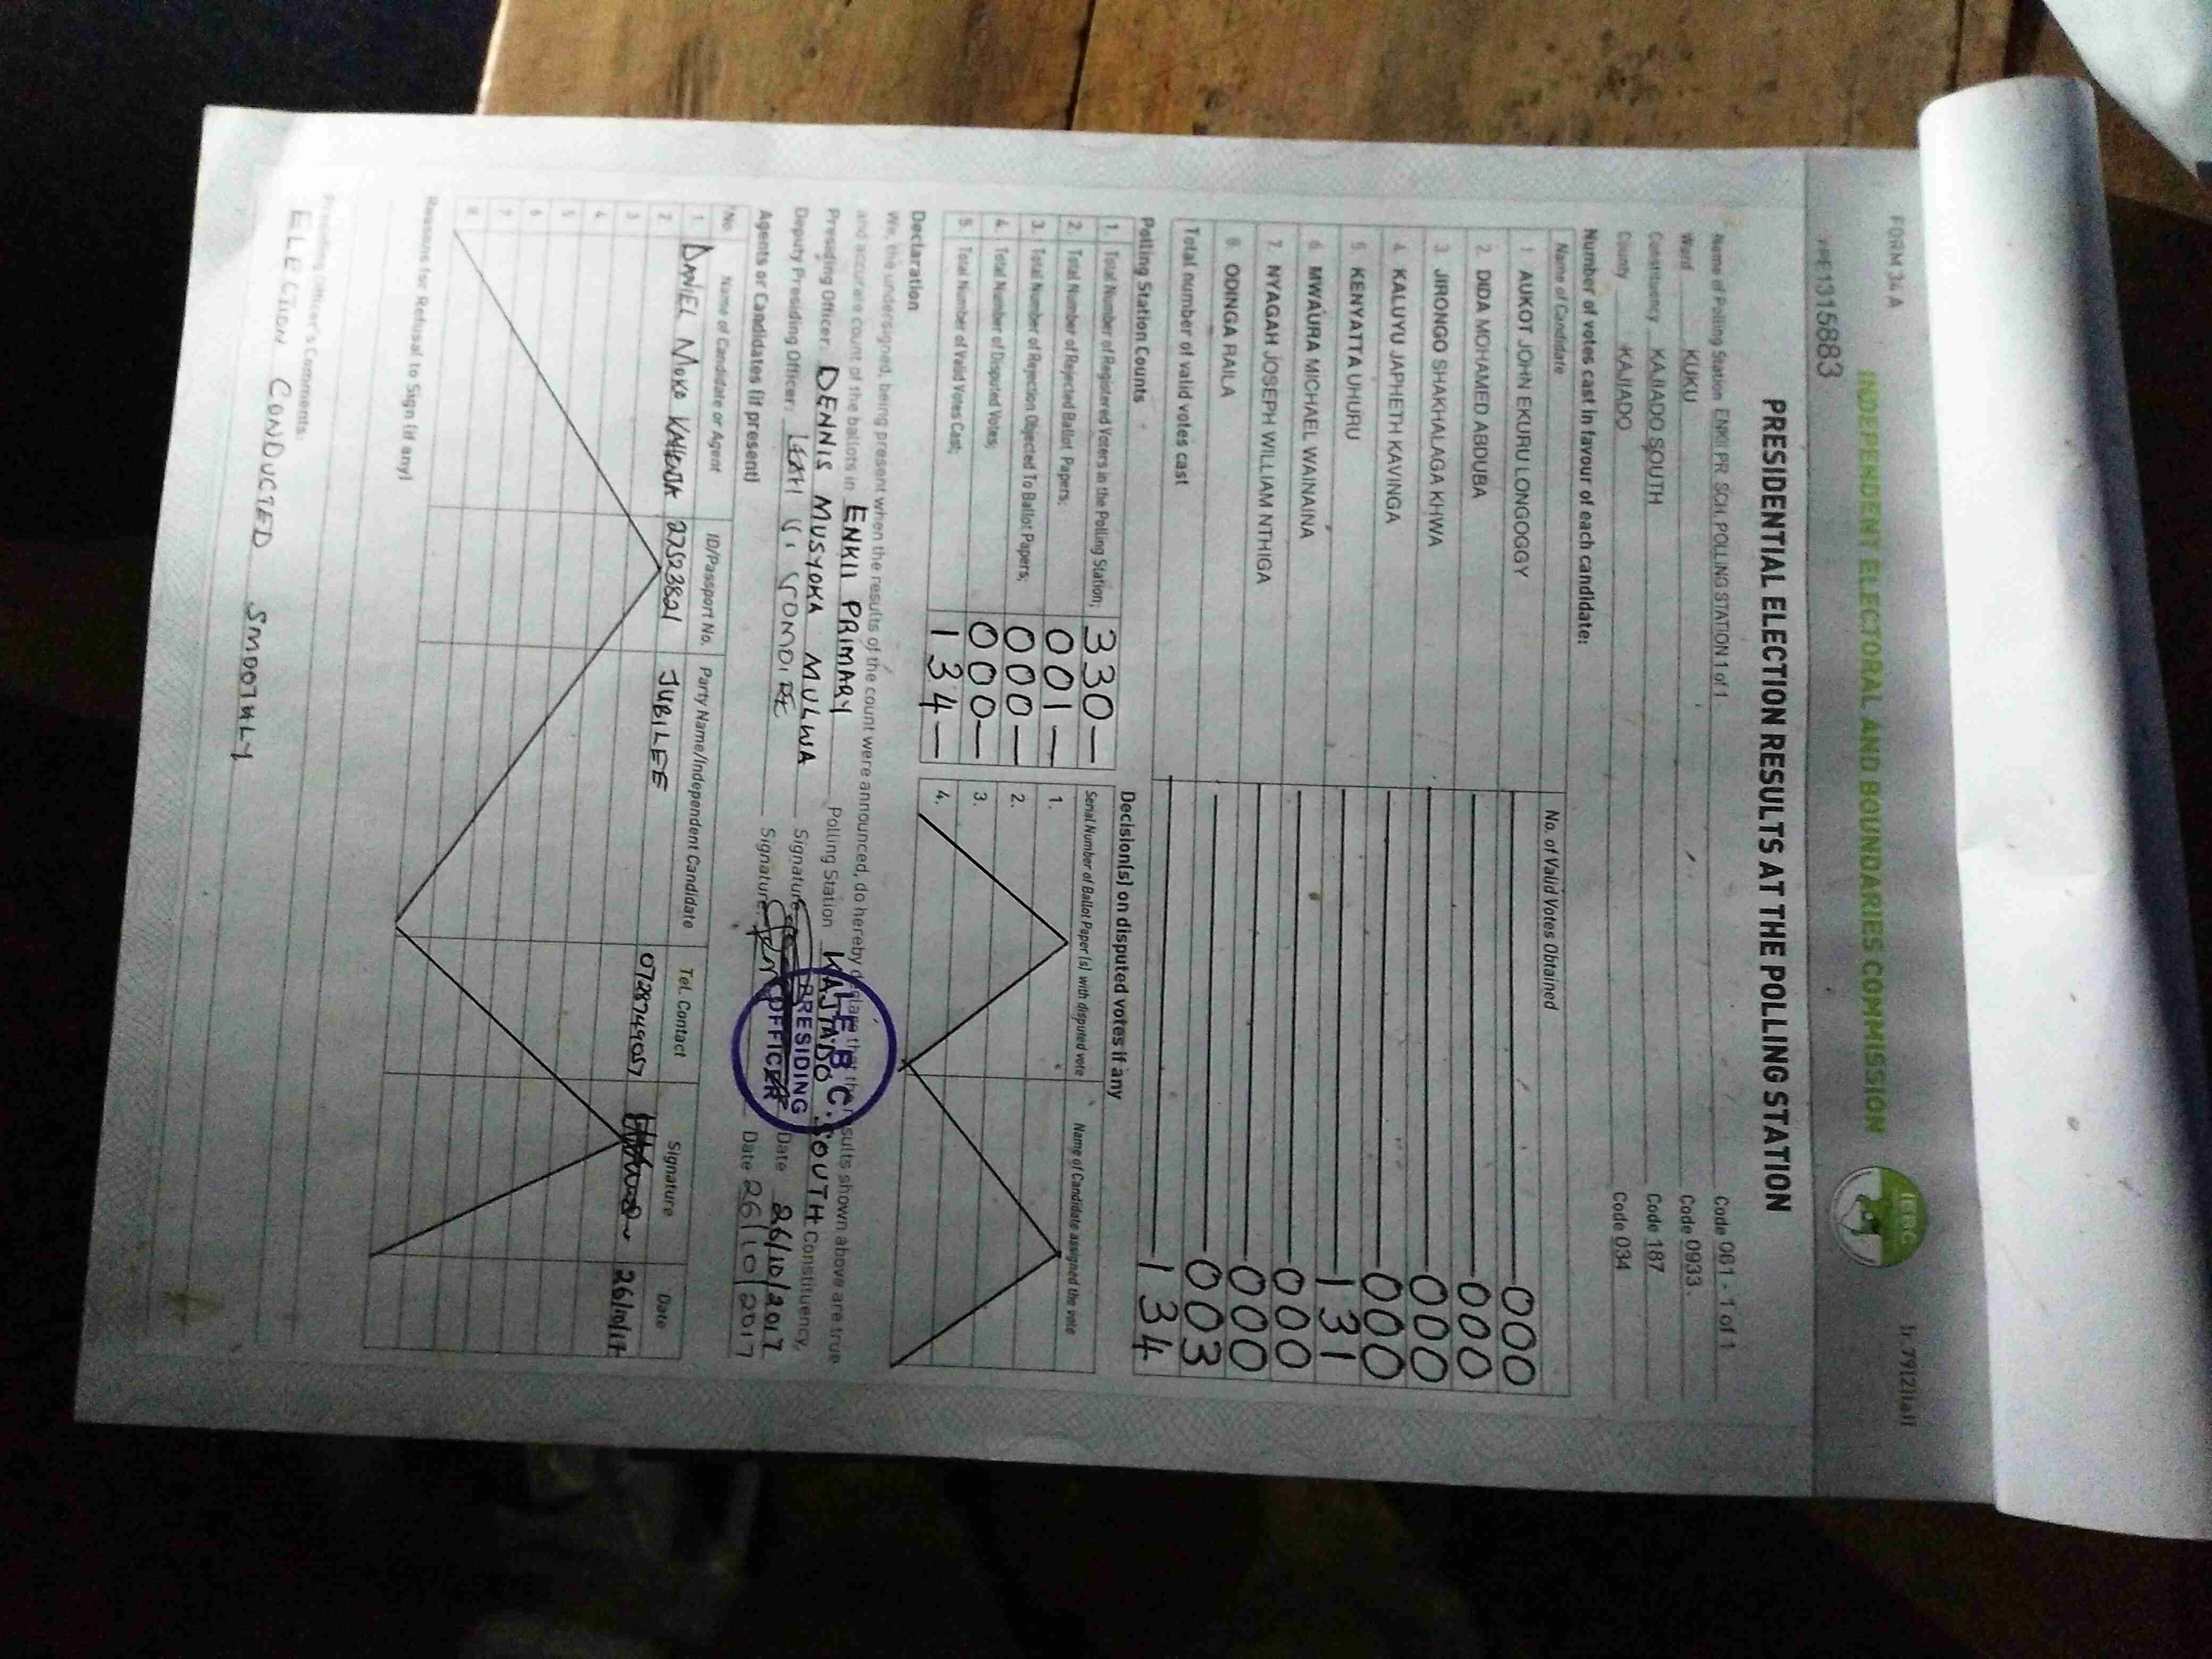 FORM 34 A
INDEPENDENT ELECTORAL AND BOUNDARIES COMMISSION
IEBC
1315883
PRESIDENTIAL ELECTION RESULTS AT THE POLLING STATION
Name of Polling Station ENKII PR. SCH. POLLING STATION 1 of 1 Code 061 - 1 of 1
Ward KUKU Code 0933
Constituency KAJIADO SOUTH Code 187
County KAJIADO Code 034
Number of votes cast in favour of each candidate:
Name of Candidate No. of Valid Votes Obtained
1 AUKOT JOHN EKURU LONGOGGY 000
2. DIDA MOHAMED ABDUBA 000
3. JIRONGO SHAKHALAGA KHWA 000
4. KALUYU JAPHETH KAVINGA 000
5. KENYATTA UHURU 131
6 MWAURA MICHAEL WAINAINA 000
7. NYAGAH JOSEPH WILLIAM NTHIGA 000
8. ODINGA RAILA 003
Total number of valid votes cast 134
Polling Station Counts
1. Total Number of Registered Voters in the Polling Station; 330
2. Total Number of Rejected Ballot Papers; 001
3. Total Number of Rejection Objected To Ballot Papers; 000
4. Total Number of Disputed Votes; 000
5. Total Number of Valid Votes Cast; 134
Decision(s) on disputed votes if any
Serial Number of Ballot Paper (s) with disputed vote Name of Candidate assigned the vote
1.
2.
3.
4.
Declaration
We, the undersigned, being present when the results of the count were announced, do hereby declare that the results shown above are true
and accurate count of the ballots in ENKII PRIMARY Polling Station KAJIADO SOUTH Constituency,
Presiding Officer: DENNIS MUSYOKA MULWA Signature Date 26/10/2017
Deputy Presiding Officer: Signature: Date 26/10/2017
I.E.B.C.
PRESIDING
OFFICER
Agents or Candidates (if present)
No. Name of Candidate or Agent ID/Passport No. Party Name/Independent Candidate Tel. Contact Signature Date
1. DANIEL MOKO 22523821 JUBILEE 0728749057 26/10/17
2.
3
4
5
6
7
8
Reasons for Refusal to Sign (if any)
Presiding Officer's Comments:
ELECTION CONDUCTED SMOOTHLY